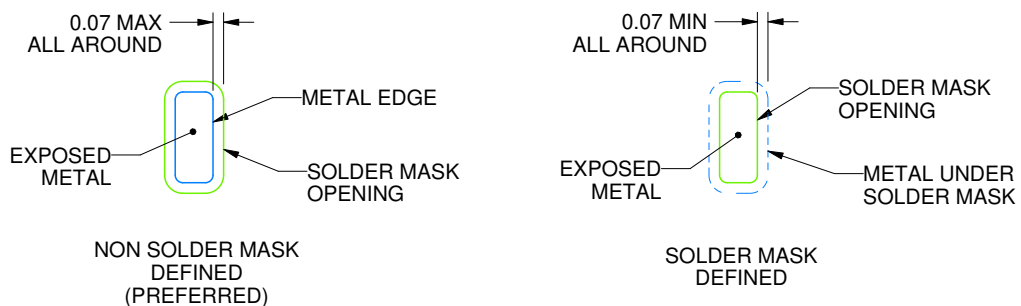 0.07 MAX
ALL AROUND
METAL EDGE
EXPOSED
METAL
SOLDER MASK
OPENING
NON SOLDER MASK
DEFINED
(PREFERRED)
0.07 MIN
ALL AROUND
SOLDER MASK
OPENING
EXPOSED
METAL
METAL UNDER
SOLDER MASK
SOLDER MASK
DEFINED